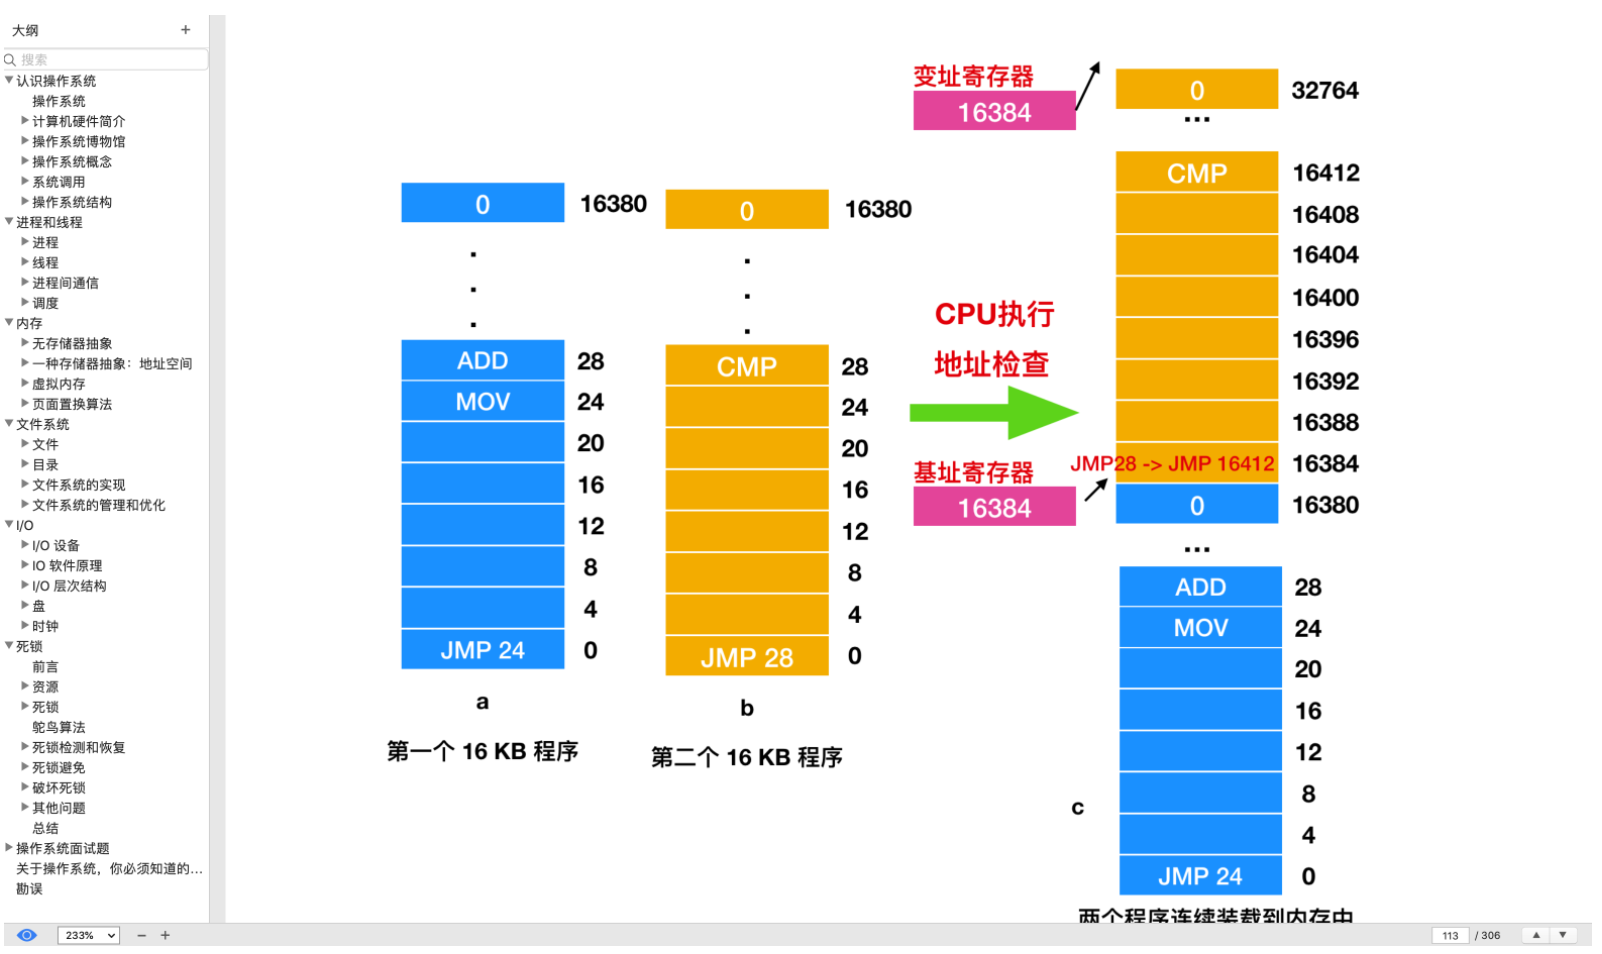 大纲
+
搜索
认识操作系统
操作系统
计算机硬件简介
操作系统博物馆
操作系统概念
系统调用
操作系统结构
进程和线程
进程
线程
进程间通信
调度
内存
无存储器抽象
一种存储器抽象：地址空间
虚拟内存
页面置换算法
文件系统
文件
目录
文件系统的实现
文件系统的管理和优化
I/O
I/O 设备
IO 软件原理
I/O 层次结构
盘
时钟
死锁
前言
资源
死锁
鸵鸟算法
死锁检测和恢复
死锁避免
破坏死锁
其他问题
总结
操作系统面试题
关于操作系统，你必须知道的...
勘误
0 16380
.
.
.
ADD 28
MOV 24
20
16
12
8
4
JMP 24 0
a
第一个 16 KB 程序
0 16380
.
.
.
CMP 28
24
20
16
12
8
4
JMP 28 0
b
第二个 16 KB 程序
CPU执行
地址检查
变址寄存器
16384
基址寄存器
16384
0 32764
...
CMP 16412
16408
16404
16400
16396
16392
16388
JMP28 -> JMP 16412 16384
0 16380
...
ADD 28
MOV 24
20
16
12
8
4
JMP 24 0
c
两个程序连续装载到内存中
233%
− +
113 / 306